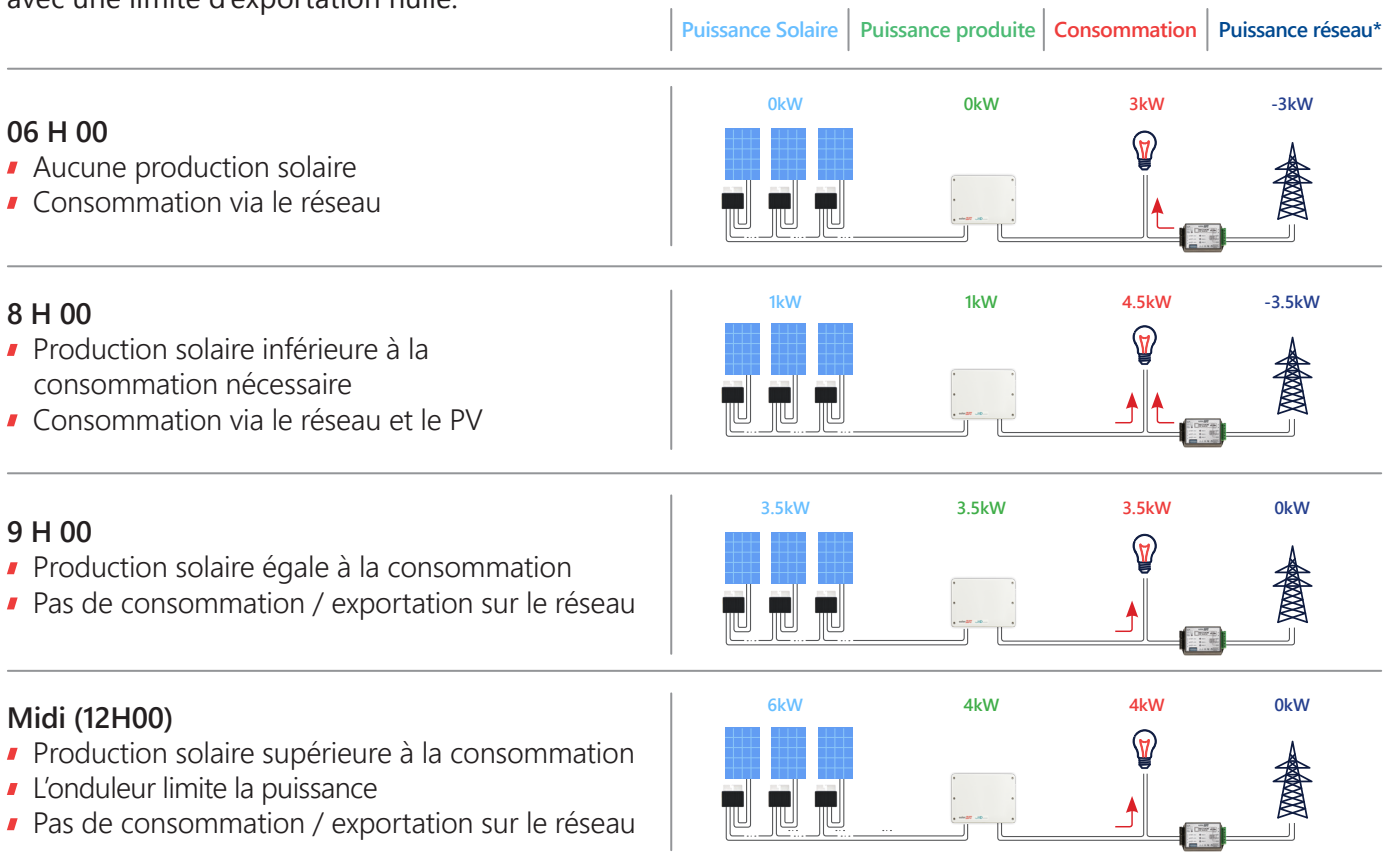 avec une limite d'exportation nulle.
Puissance Solaire
Puissance produite
Consommation
Puissance réseau*
06 H 00
Aucune production solaire
Consommation via le réseau
0kW
0kW
3kW
-3kW
8 H 00
Production solaire inférieure à la
consommation nécessaire
Consommation via le réseau et le PV
1kW
1kW
4.5kW
-3.5kW
9 H 00
Production solaire égale à la consommation
Pas de consommation / exportation sur le réseau
3.5kW
3.5kW
3.5kW
0kW
Midi (12H00)
Production solaire supérieure à la consommation
L’onduleur limite la puissance
Pas de consommation / exportation sur le réseau
6kW
4kW
4kW
0kW